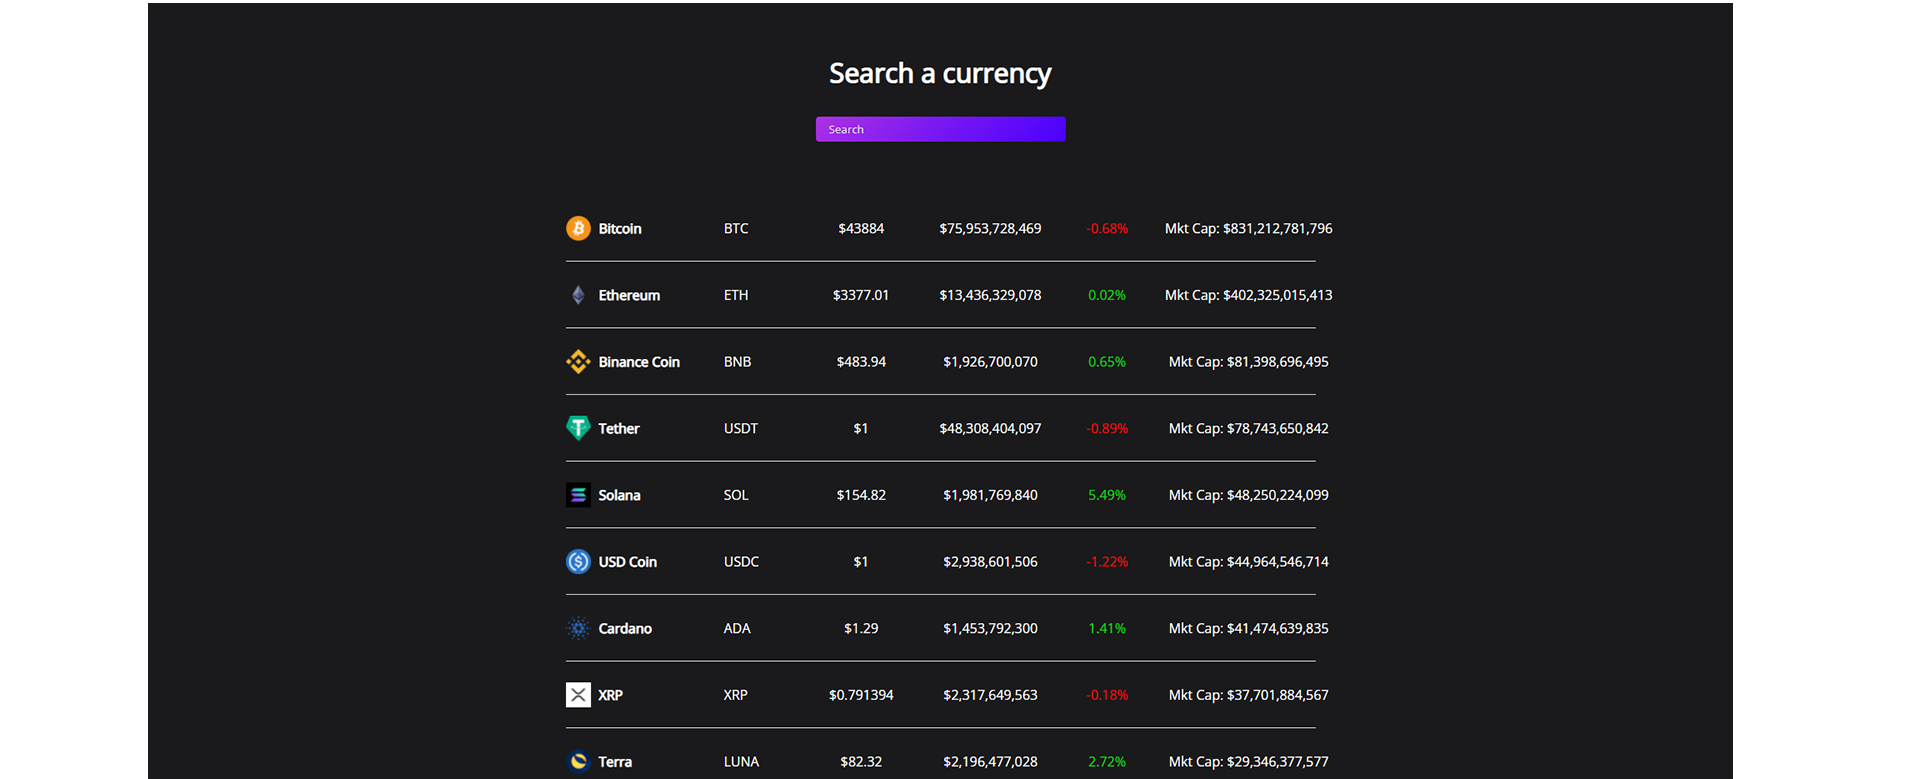 Search a currency
Search
Bitcoin BTC $43884 $75,953,728,469 -0.68% Mkt Cap: $831,212,781,796
Ethereum ETH $3377.01 $13,436,329,078 0.02% Mkt Cap: $402,325,015,413
Binance Coin BNB $483.94 $1,926,700,070 0.65% Mkt Cap: $81,398,696,495
Tether USDT $1 $48,308,404,097 -0.89% Mkt Cap: $78,743,650,842
Solana SOL $154.82 $1,981,769,840 5.49% Mkt Cap: $48,250,224,099
USD Coin USDC $1 $2,938,601,506 -1.22% Mkt Cap: $44,964,546,714
Cardano ADA $1.29 $1,453,792,300 1.41% Mkt Cap: $41,474,639,835
XRP XRP $0.791394 $2,317,649,563 -0.18% Mkt Cap: $37,701,884,567
Terra LUNA $82.32 $2,196,477,028 2.72% Mkt Cap: $29,346,377,577